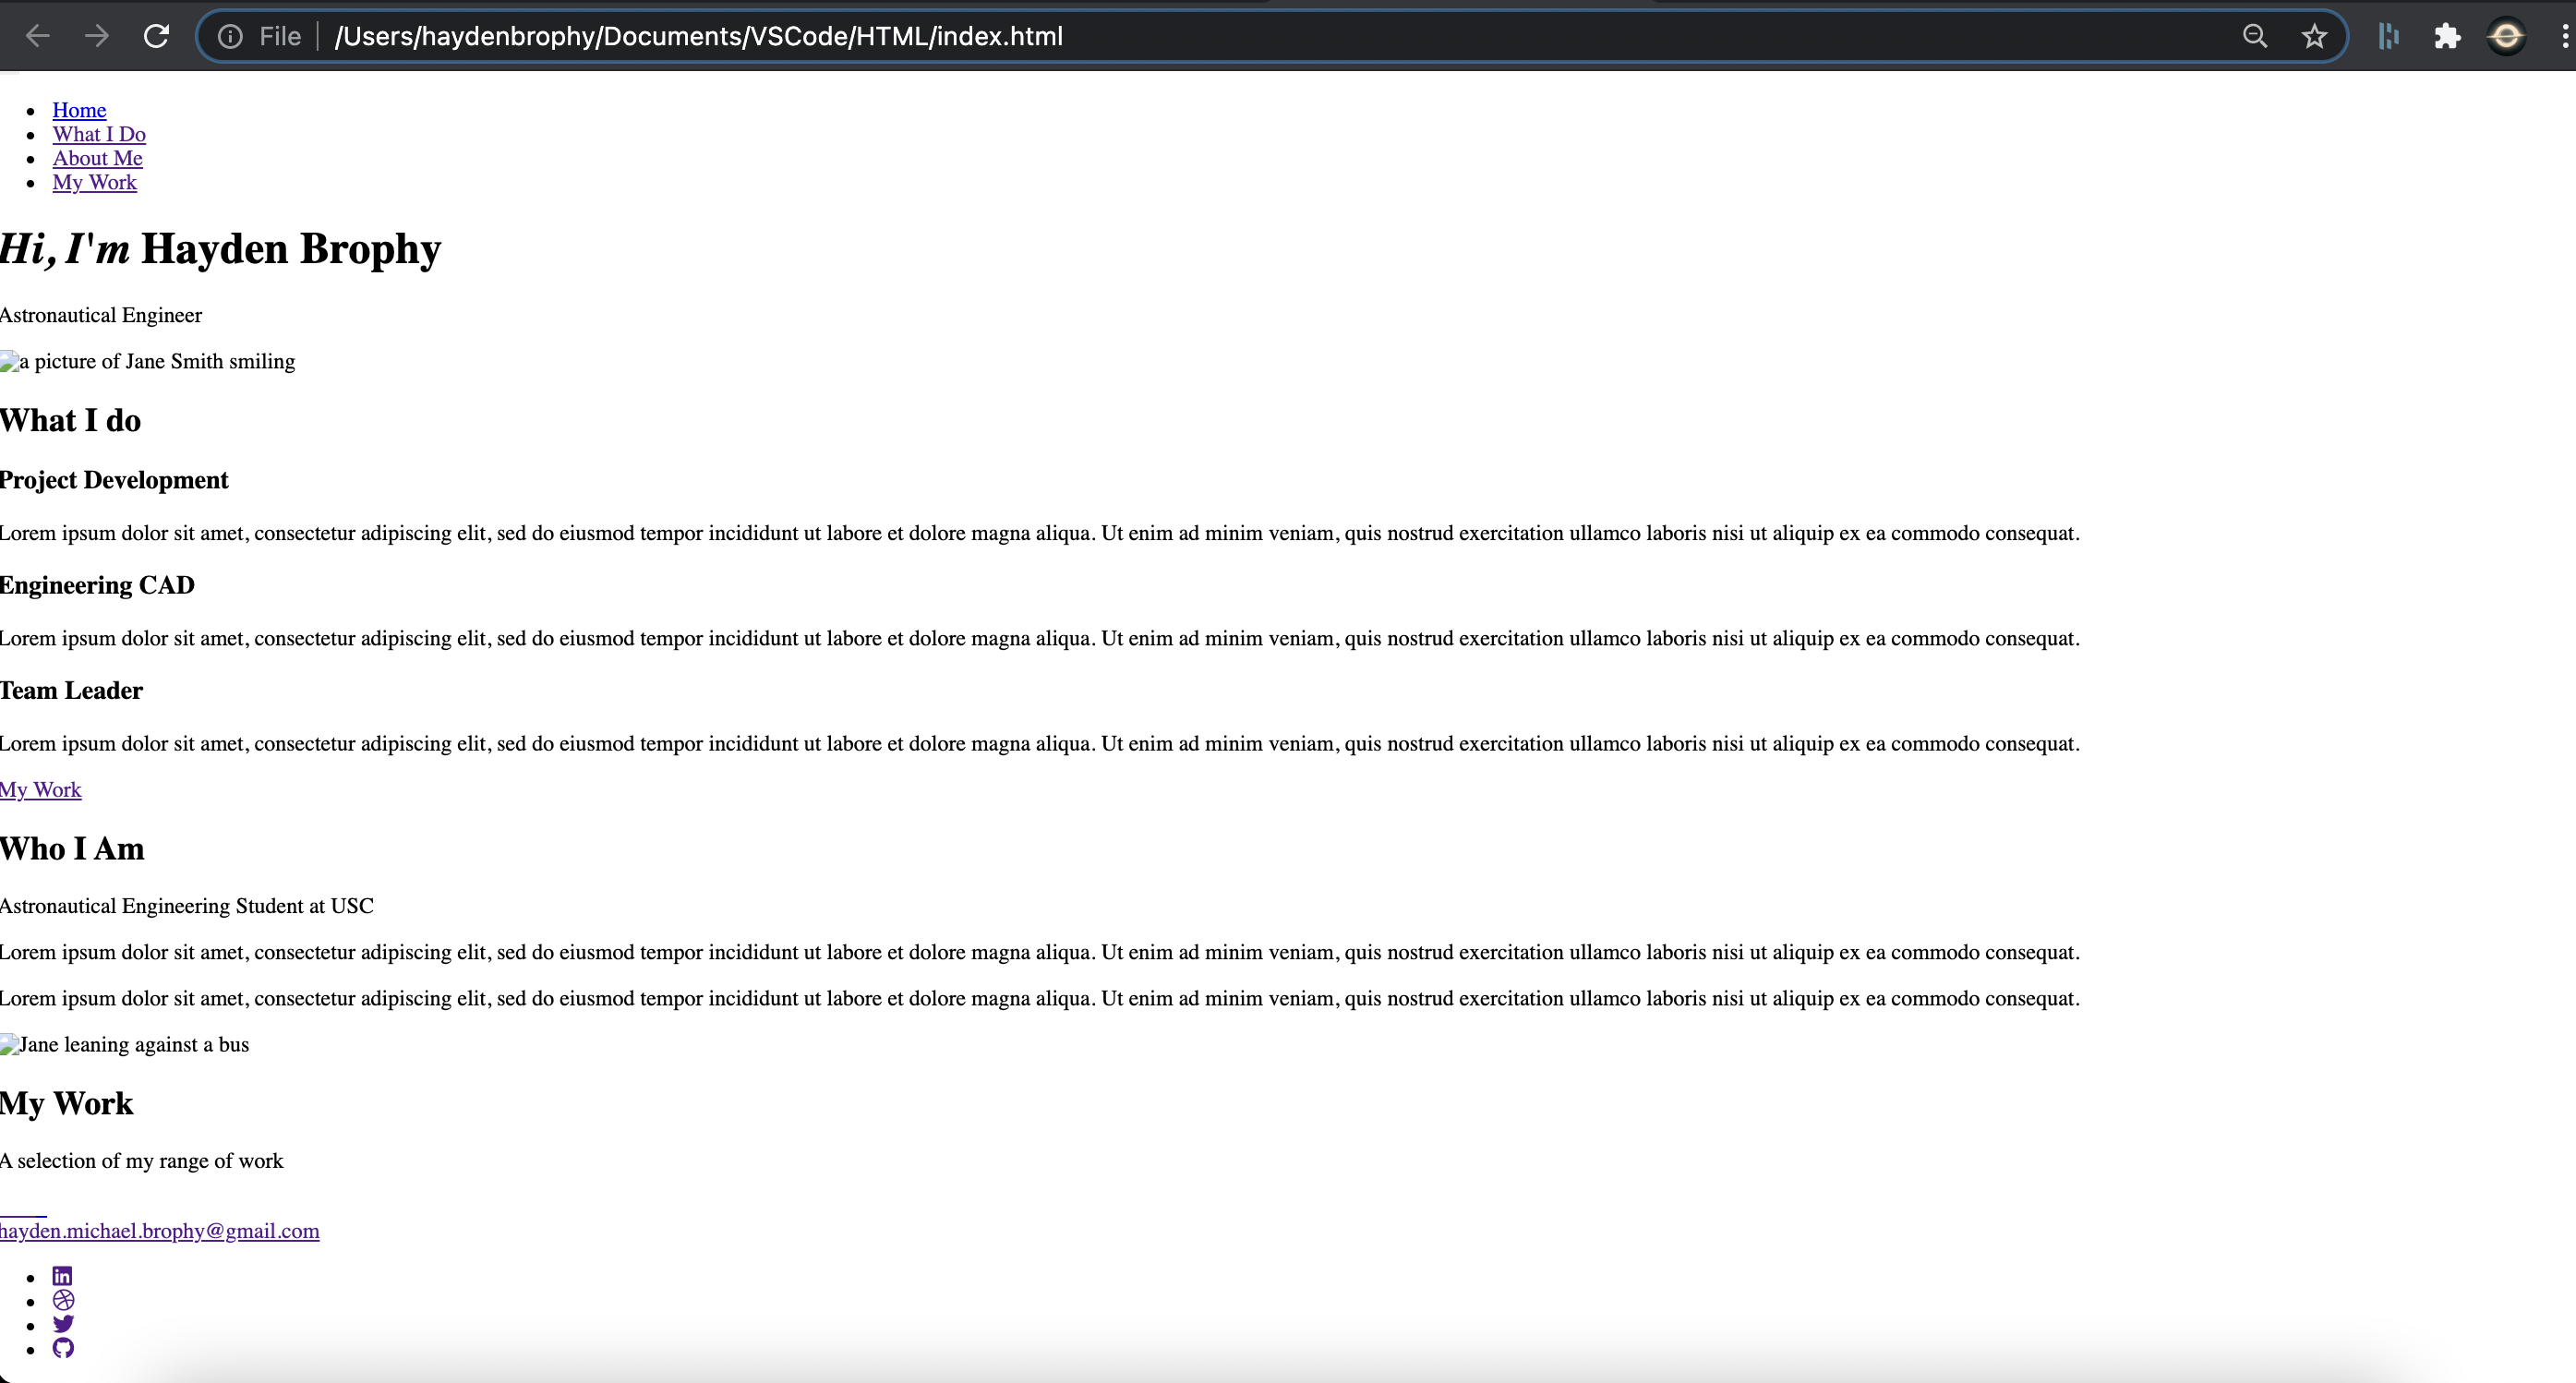 File
/Users/haydenbrophy/Documents/VSCode/HTML/index.html
Home
What I Do
About Me
My Work
Hi, I'm Hayden Brophy
Astronautical Engineer
a picture of Jane Smith smiling
What I do
Project Development
Lorem ipsum dolor sit amet, consectetur adipiscing elit, sed do eiusmod tempor incididunt ut labore et dolore magna aliqua. Ut enim ad minim veniam, quis nostrud exercitation ullamco laboris nisi ut aliquip ex ea commodo consequat.
Engineering CAD
Lorem ipsum dolor sit amet, consectetur adipiscing elit, sed do eiusmod tempor incididunt ut labore et dolore magna aliqua. Ut enim ad minim veniam, quis nostrud exercitation ullamco laboris nisi ut aliquip ex ea commodo consequat.
Team Leader
Lorem ipsum dolor sit amet, consectetur adipiscing elit, sed do eiusmod tempor incididunt ut labore et dolore magna aliqua. Ut enim ad minim veniam, quis nostrud exercitation ullamco laboris nisi ut aliquip ex ea commodo consequat.
My Work
Who I Am
Astronautical Engineering Student at USC
Lorem ipsum dolor sit amet, consectetur adipiscing elit, sed do eiusmod tempor incididunt ut labore et dolore magna aliqua. Ut enim ad minim veniam, quis nostrud exercitation ullamco laboris nisi ut aliquip ex ea commodo consequat.
Lorem ipsum dolor sit amet, consectetur adipiscing elit, sed do eiusmod tempor incididunt ut labore et dolore magna aliqua. Ut enim ad minim veniam, quis nostrud exercitation ullamco laboris nisi ut aliquip ex ea commodo consequat.
Jane leaning against a bus
My Work
A selection of my range of work
hayden.michael.brophy@gmail.com
in